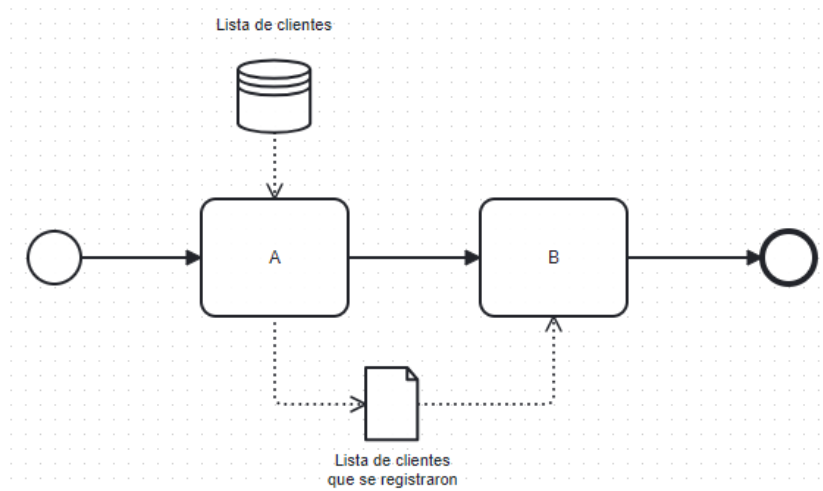 Lista de clientes
A
B
Lista de clientes
que se registraron